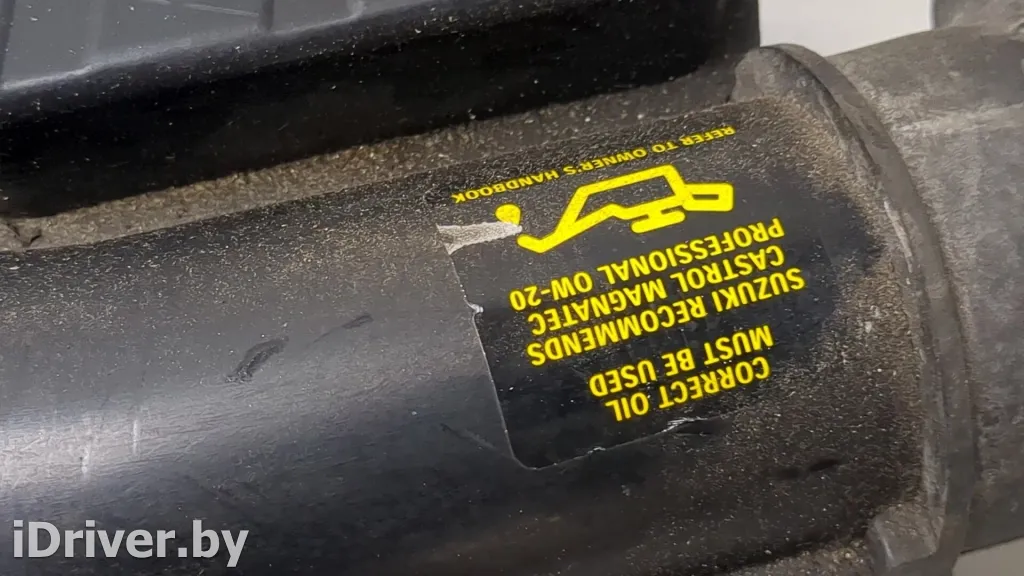 CORRECT OIL
MUST BE USED
SUZUKI RECOMMENDS
CASTROL MAGNATEC
PROFESSIONAL 0W-20
REFER TO OWNER'S HANDBOOK
iDriver.by